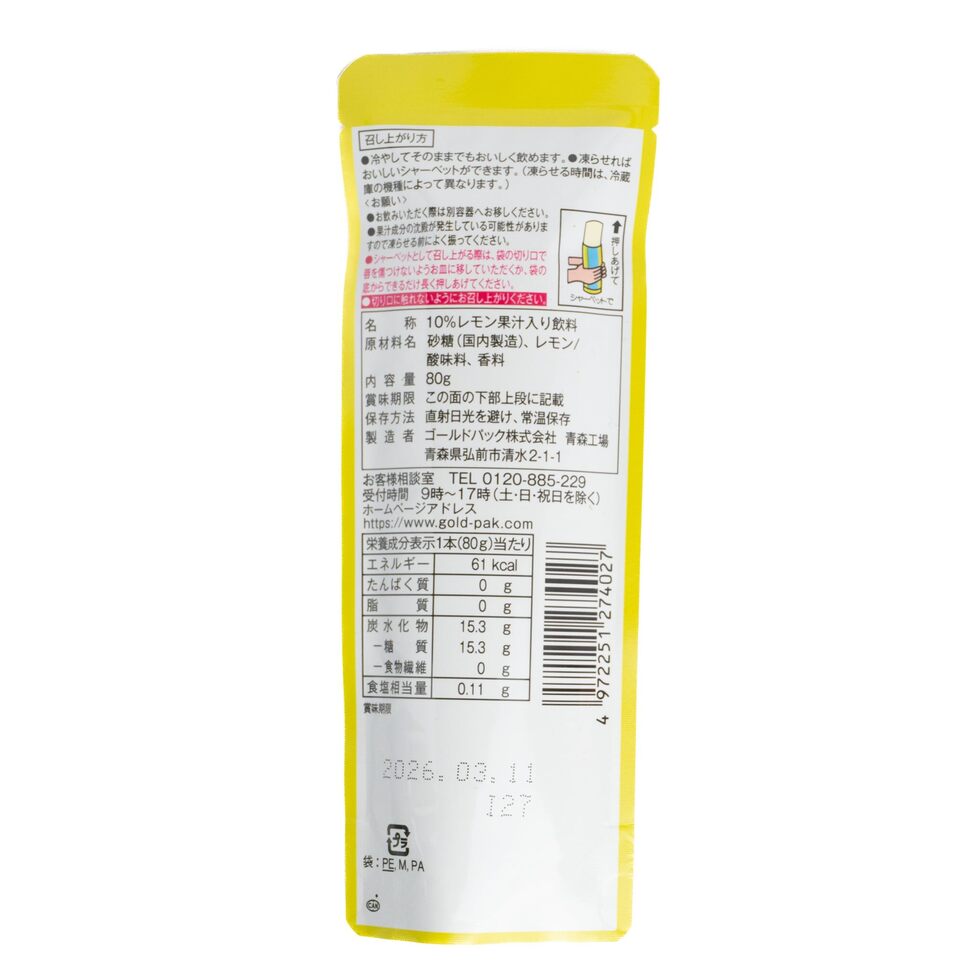 召し上がり方
●冷やしてそのままでもおいしく飲めます。●凍らせれば
おいしいシャーベットができます。(凍らせる時間は、冷蔵
庫の機種によって異なります。)
〈お願い〉
●お飲みいただく際は別容器へお移しください。
●果汁成分の沈殿が発生している可能性がありま
すので凍らせる前によく振ってください。
●シャーベットとして召し上がる際は、袋の切り口で
唇を傷つけないようお皿に移していただくか、袋の
底からできるだけ長く押しあげてください。
●切り口に触れないようにお召し上がりください。
押しあげて
シャーベットで
名称 10%レモン果汁入り飲料
原材料名 砂糖(国内製造)、レモン/
酸味料、香料
内容量 80g
賞味期限 この面の下部上段に記載
保存方法 直射日光を避け、常温保存
製造者 ゴールドパック株式会社 青森工場
青森県弘前市清水2-1-1
お客様相談室 TEL 0120-885-229
受付時間 9時〜17時(土・日・祝日を除く)
ホームページアドレス
https://www.gold-pak.com
栄養成分表示1本(80g)当たり
エネルギー 61 kcal
たんぱく質 0 g
脂質 0 g
炭水化物 15.3 g
ー糖質 15.3 g
ー食物繊維 0 g
食塩相当量 0.11 g
4 972251 274027
賞味期限
2026.03.11
I27
プラ
袋:PE, M, PA
CAN